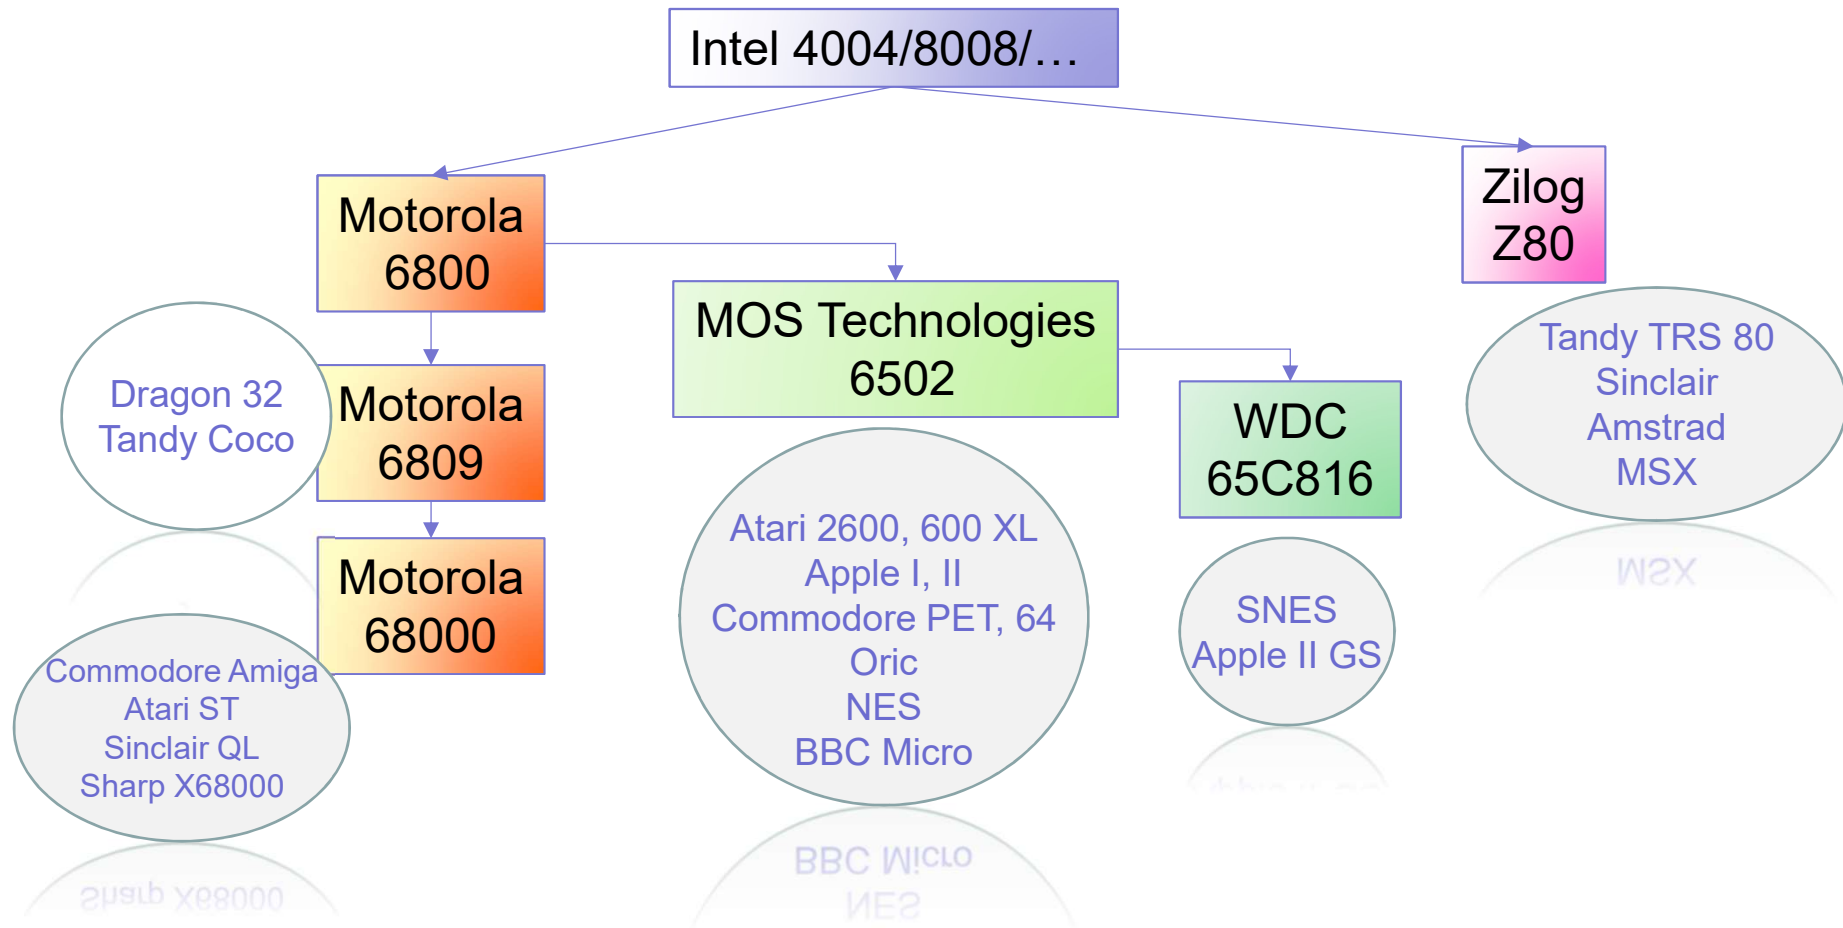 Intel 4004/8008/…
Motorola
6800
Zilog
Z80
MOS Technologies
6502
Dragon 32
Tandy Coco
Motorola
6809
WDC
65C816
Tandy TRS 80
Sinclair
Amstrad
MSX
Motorola
68000
Commodore Amiga
Atari ST
Sinclair QL
Sharp X68000
Atari 2600, 600 XL
Apple I, II
Commodore PET, 64
Oric
NES
BBC Micro
SNES
Apple II GS